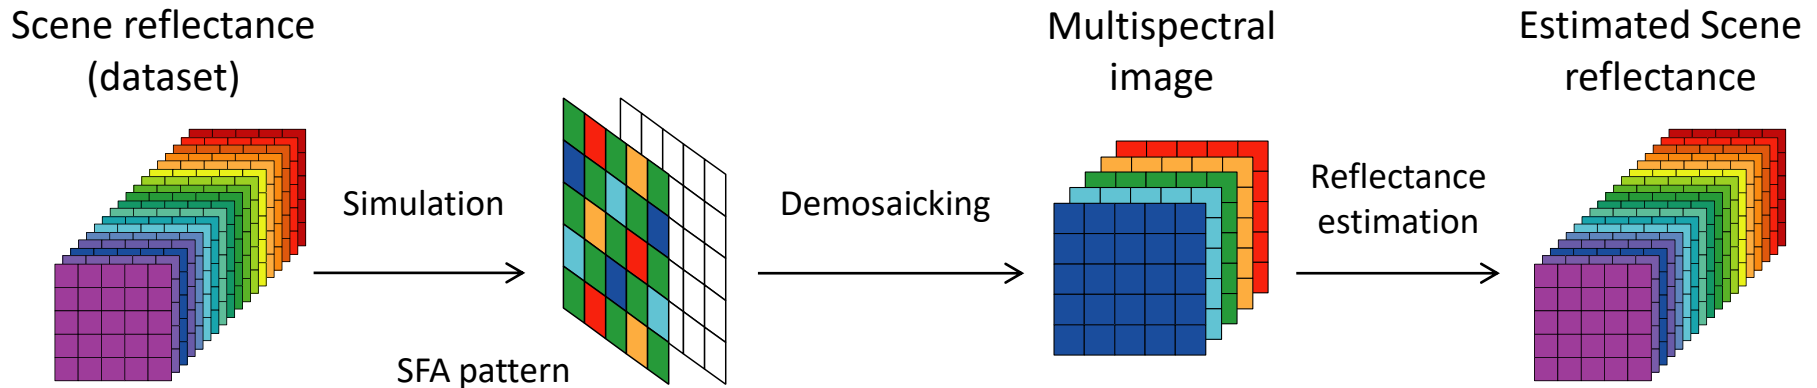 Scene reflectance
(dataset)
Simulation
SFA pattern
Demosaicking
Multispectral
image
Reflectance
estimation
Estimated Scene
reflectance